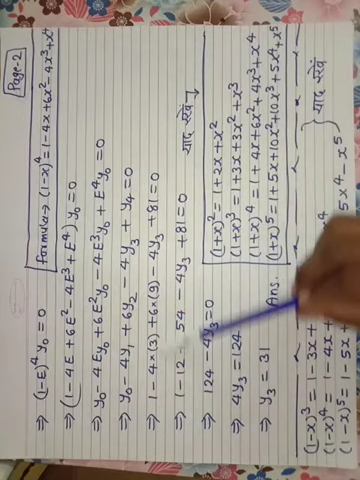 Page-2
⇒ (1-E)⁴ y₀ = 0
Formula → (1-x)⁴ = 1-4x+6x²-4x³+x⁴
⇒ (1-4E+6E²-4E³+E⁴) y₀ = 0
⇒ y₀-4Ey₀+6E²y₀-4E³y₀+E⁴y₀ = 0
⇒ y₀-4y₁+6y₂-4y₃+y₄ = 0
⇒ 1-4×(3)+6×(9)-4y₃+81 = 0
⇒ 1-12 54-4y₃+81 = 0
याद रखें
⇒ 124-4y₃ = 0
⇒ 4y₃ = 124
⇒ y₃ = 31 Ans.
(1+x)² = 1+2x+x²
(1+x)³ = 1+3x+3x²+x³
(1+x)⁴ = 1+4x+6x²+4x³+x⁴
(1+x)⁵ = 1+5x+10x²+10x³+5x⁴+x⁵
(1-x)³ = 1-3x+
(1-x)⁴ = 1-4x+ x⁴
(1-x)⁵ = 1-5x+ 5x⁴-x⁵
याद रखें